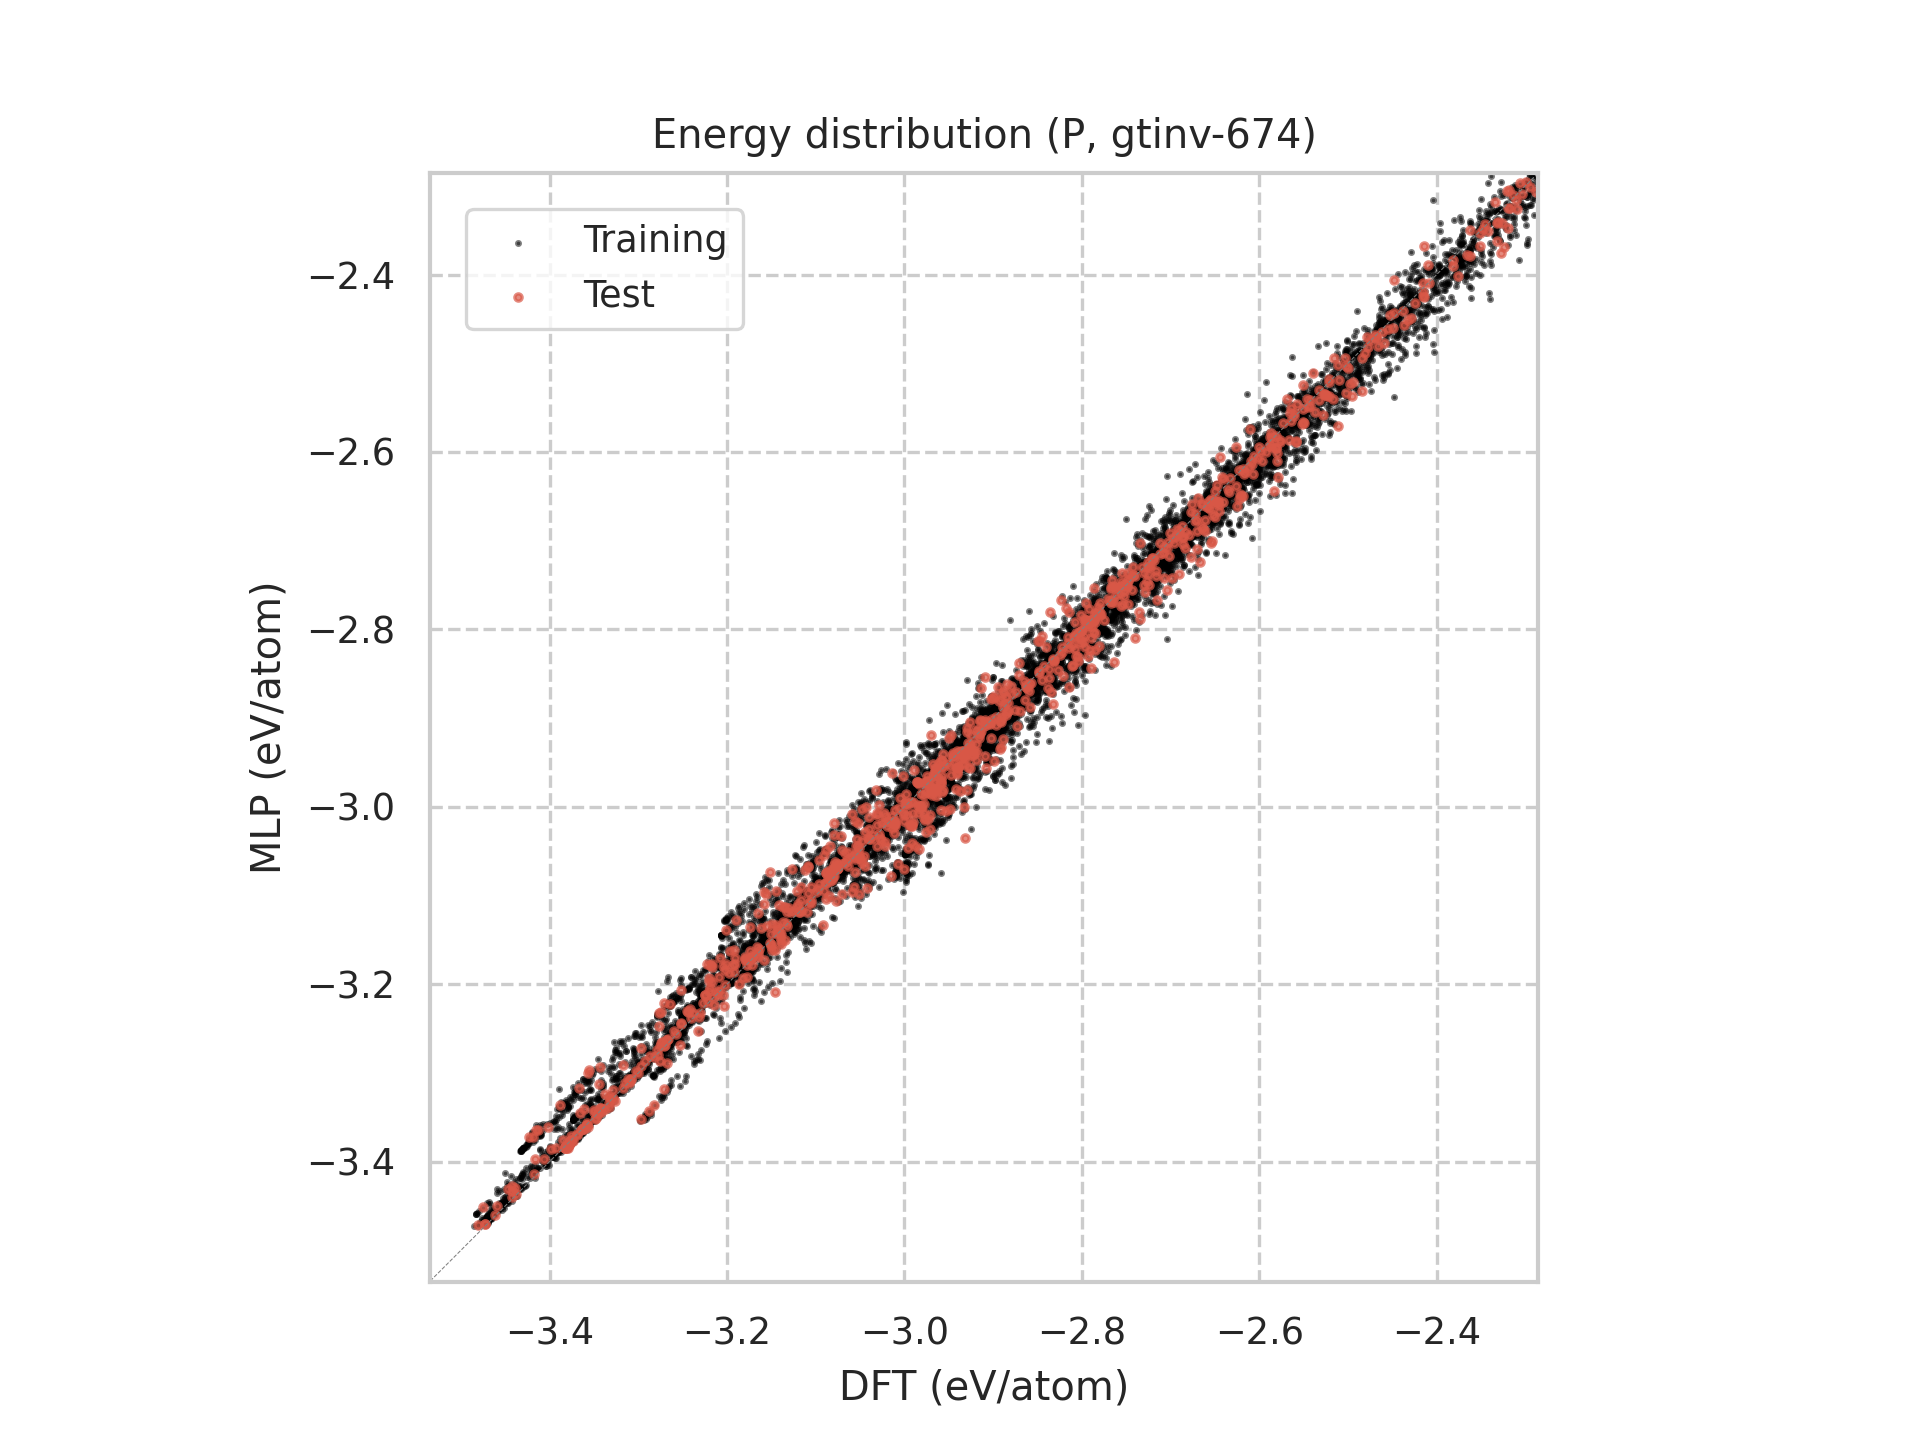 Energy distribution (P, gtinv-674)
Training
Test
MLP (eV/atom)
−2.4
−2.6
−2.8
−3.0
−3.2
−3.4
−3.4 −3.2 −3.0 −2.8 −2.6 −2.4
DFT (eV/atom)